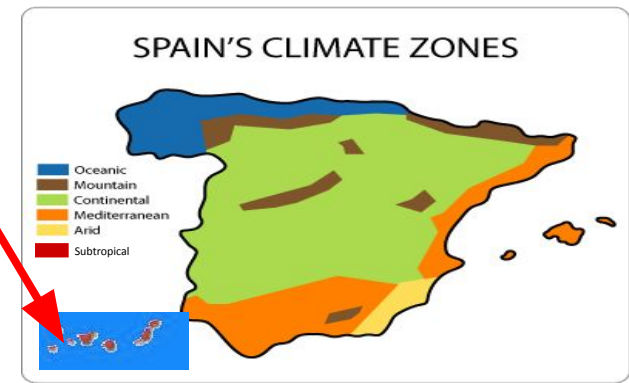 SPAIN'S CLIMATE ZONES
Oceanic
Mountain
Continental
Mediterranean
Arid
Subtropical